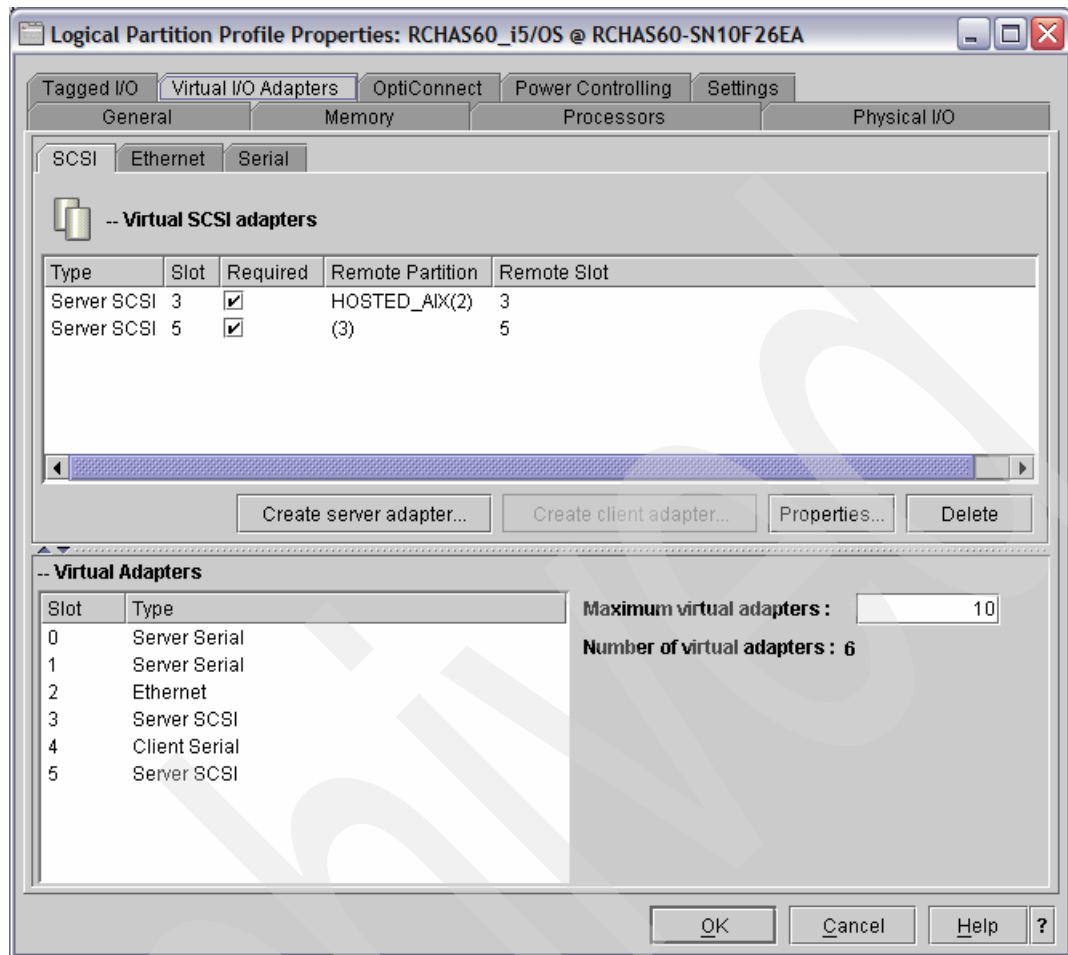 Logical Partition Profile Properties: RCHAS60_i5/OS @ RCHAS60-SN10F26EA
Tagged I/O Virtual I/O Adapters OptiConnect Power Controlling Settings
General Memory Processors Physical I/O
SCSI Ethernet Serial
-- Virtual SCSI adapters
Type Slot Required Remote Partition Remote Slot
Server SCSI 3 HOSTED_AIX(2) 3
Server SCSI 5 (3) 5
Create server adapter... Create client adapter... Properties... Delete
-- Virtual Adapters
Slot Type
0 Server Serial
1 Server Serial
2 Ethernet
3 Server SCSI
4 Client Serial
5 Server SCSI
Maximum virtual adapters : 10
Number of virtual adapters : 6
OK Cancel Help ?